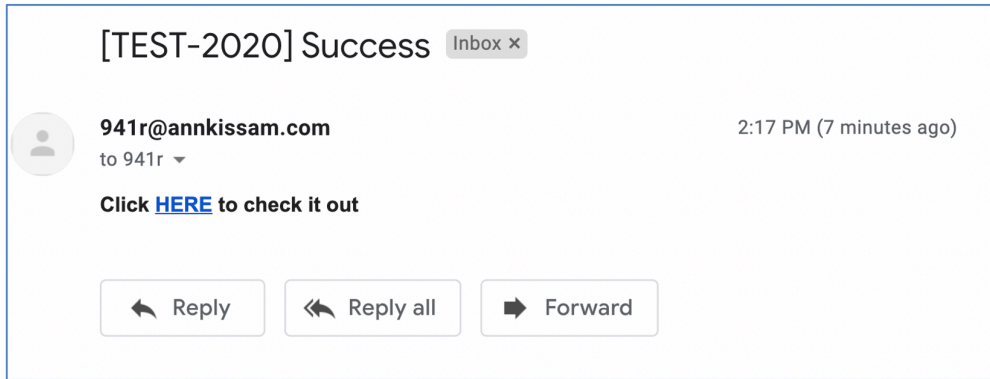 [TEST-2020] Success Inbox ×
941r@annkissam.com 2:17 PM (7 minutes ago)
to 941r
Click HERE to check it out
Reply Reply all Forward